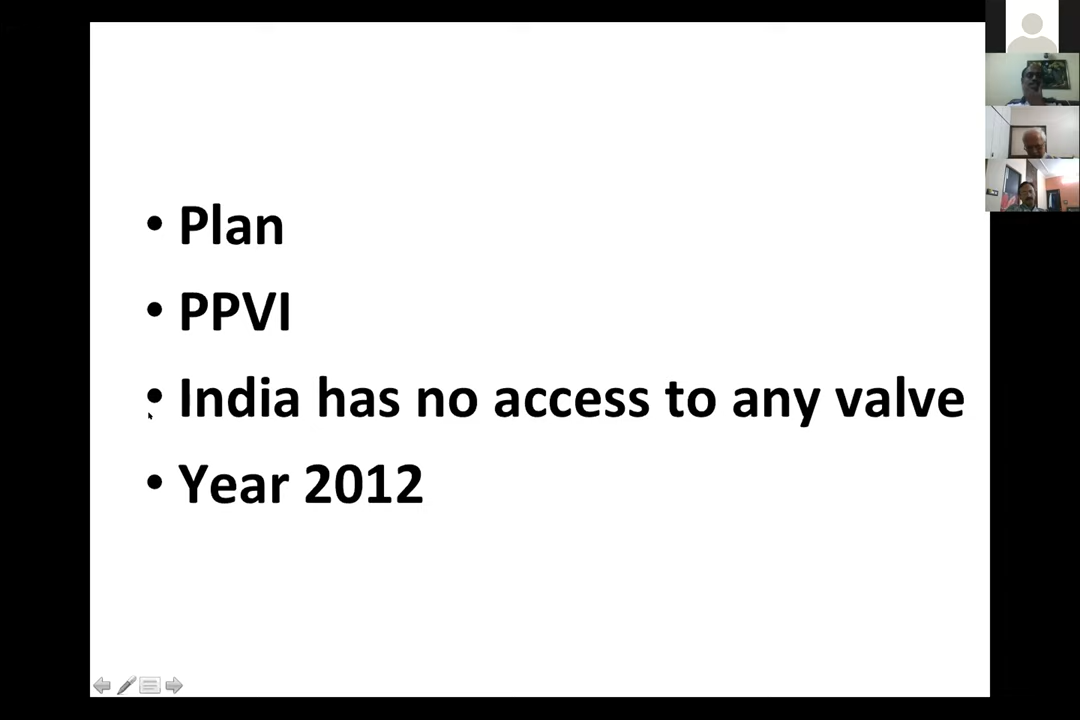 • Plan
• PPVI
• India has no access to any valve
• Year 2012